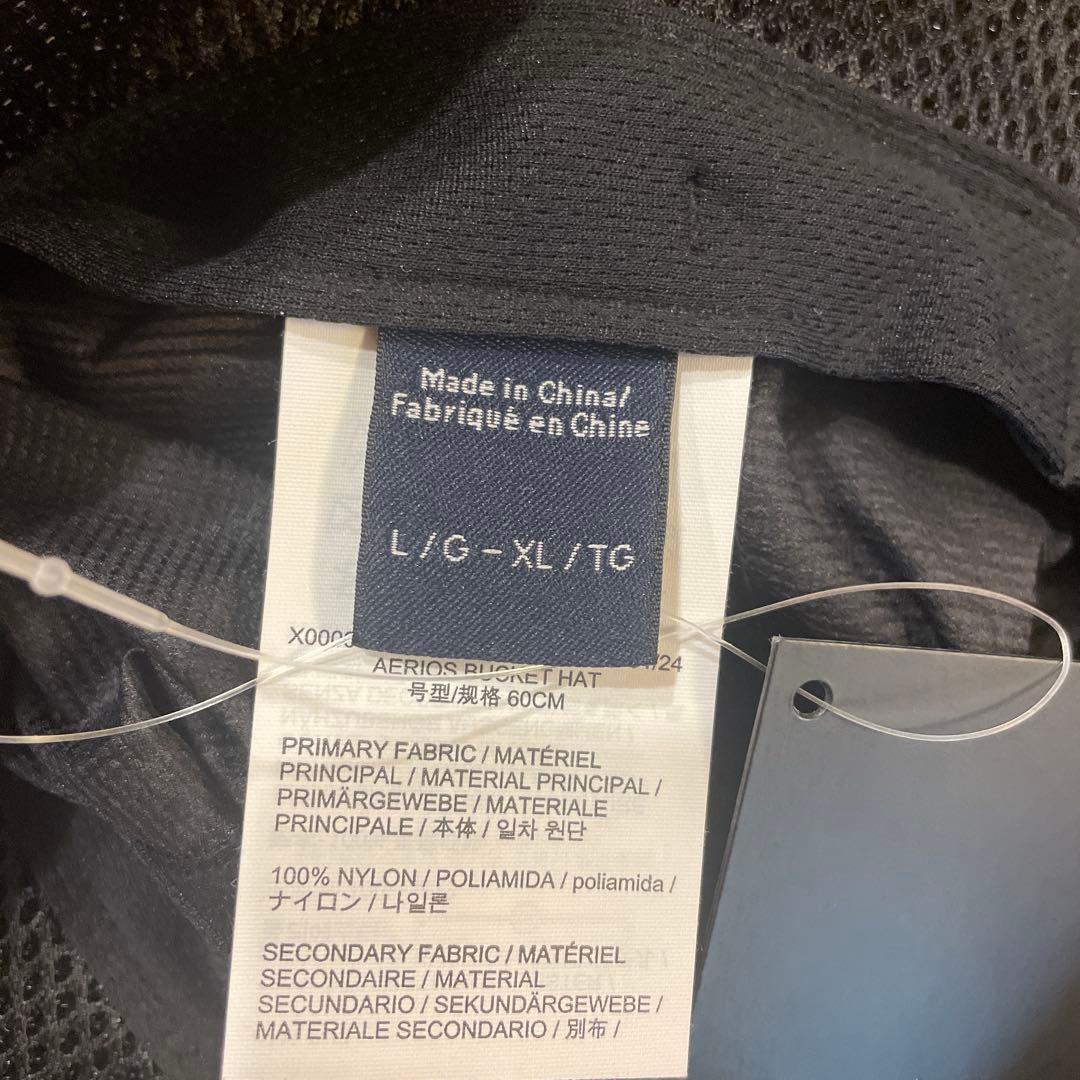 Made in China/
Fabriqué en Chine
L/G-XL/TG
/24
AERIOS BUCKET HAT
号型/规格 60CM
PRIMARY FABRIC / MATÉRIEL
PRINCIPAL / MATERIAL PRINCIPAL /
PRIMÄRGEWEBE / MATERIALE
PRINCIPALE / 本体 / 일차 원단
100% NYLON / POLIAMIDA / poliamida /
ナイロン / 나일론
SECONDARY FABRIC / MATÉRIEL
SECONDAIRE / MATERIAL
SECUNDARIO / SEKUNDÄRGEWEBE /
MATERIALE SECONDARIO / 別布 /